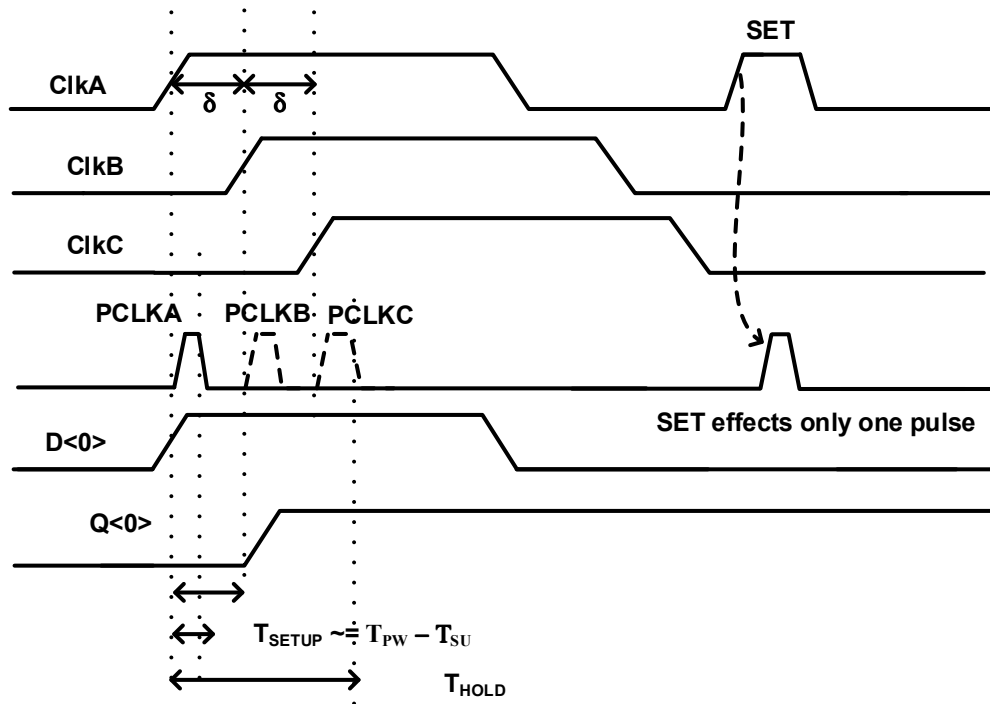 SET
ClkA
δ δ
ClkB
ClkC
PCLKA PCLKB PCLKC
SET effects only one pulse
D<0>
Q<0>
TSETUP ~= TPW – TSU
THOLD